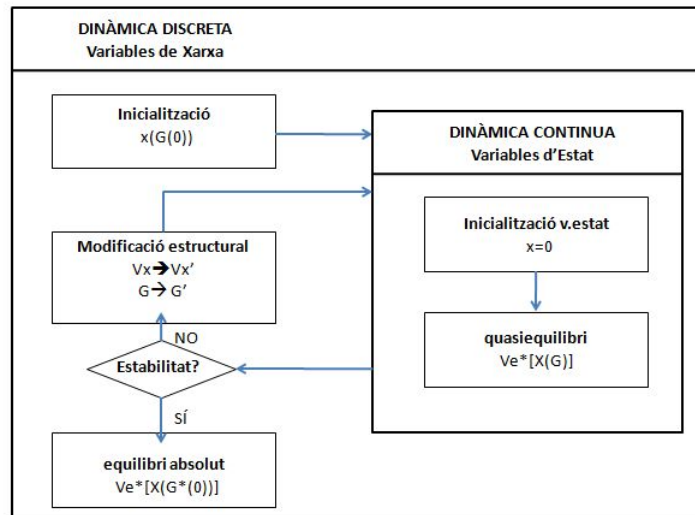 DINÀMICA DISCRETA
Variables de Xarxa
Inicialització
x(G(0))
DINÀMICA CONTINUA
Variables d’Estat
Inicialització v.estat
x=0
Modificació estructural
Vx➔Vx’
G→ G’
quasiequilibri
Ve*[X(G)]
NO
Estabilitat?
SÍ
equilibri absolut
Ve*[X(G*(0))]